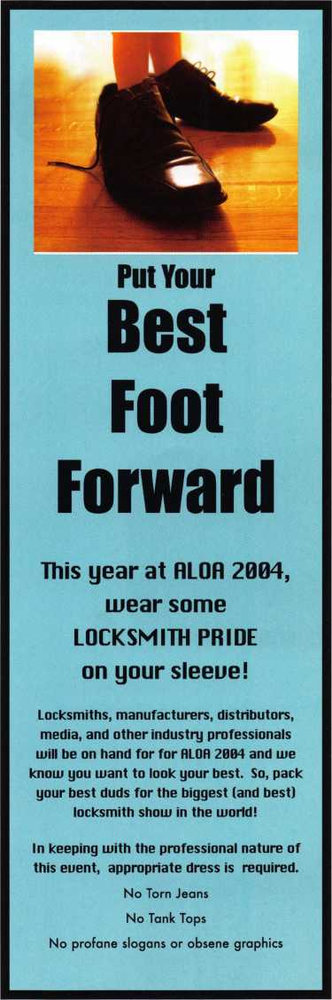 Put Your
Best
Foot
Forward
This year at ALOA 2004,
wear some
LOCKSMITH PRIDE
on your sleeve!
Locksmiths, manufacturers, distributors,
media, and other industry professionals
will be on hand for for ALOA 2004 and we
know you want to look your best. So, pack
your best duds for the biggest (and best)
locksmith show in the world!
In keeping with the professional nature of
this event, appropriate dress is required.
No Torn Jeans
No Tank Tops
No profane slogans or obsene graphics